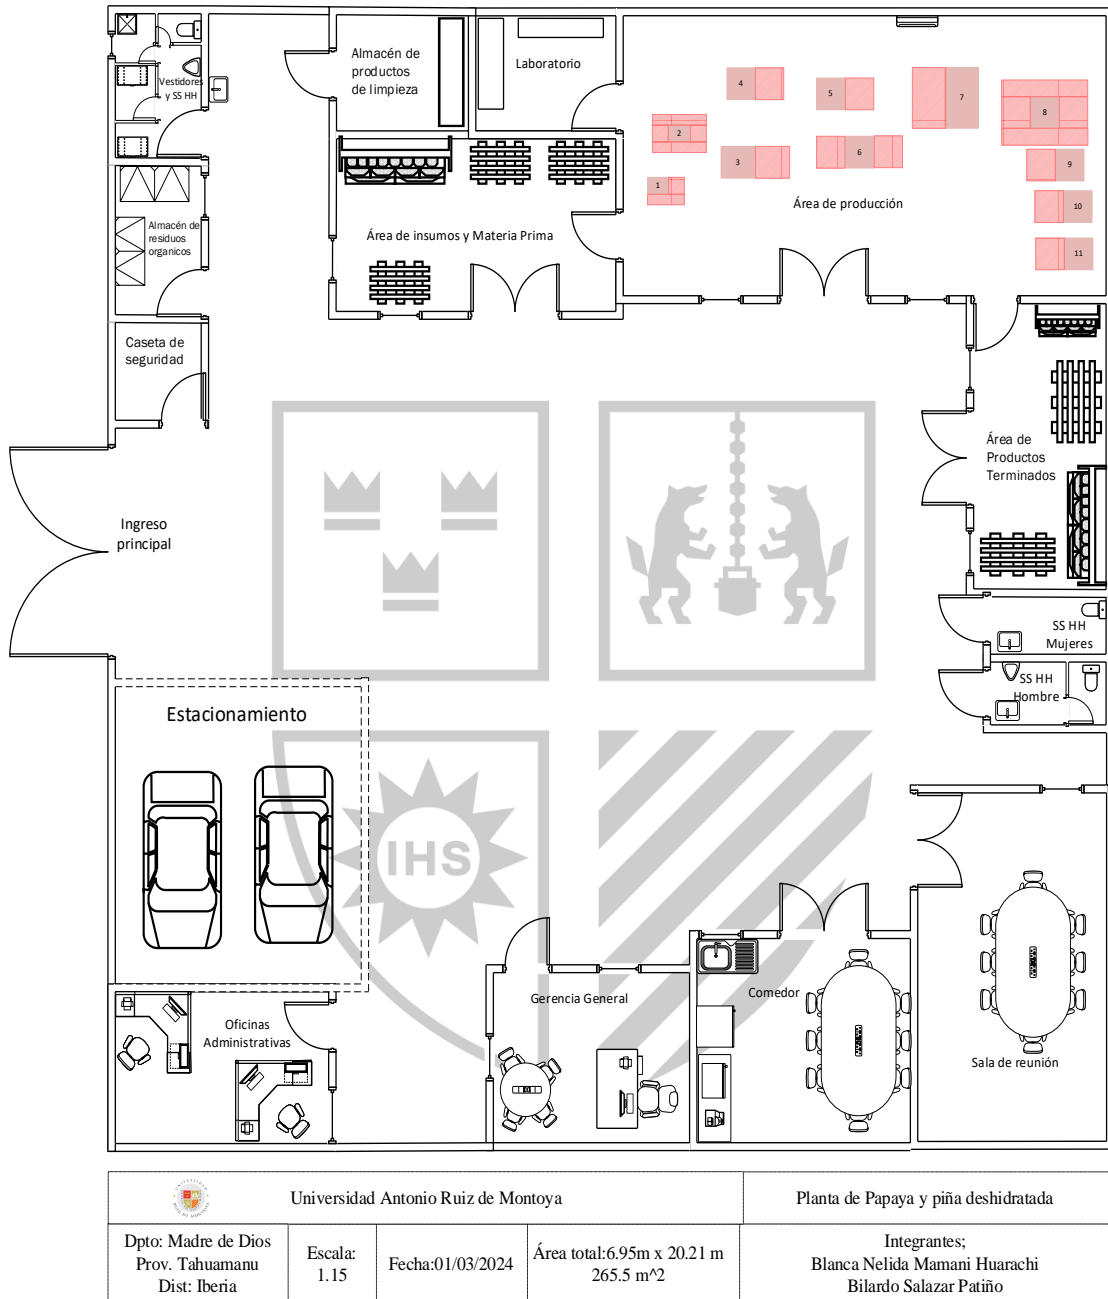 Vestidores
y SS HH
Almacén de
productos
de limpieza
Laboratorio
4
5
7
8
2
3
6
9
1
10
11
Área de producción
Almacén de
residuos
organicos
Área de insumos y Materia Prima
Caseta de
seguridad
Área de
Productos
Terminados
Ingreso
principal
SS HH
Mujeres
SS HH
Hombre
Estacionamiento
IHS
Gerencia General
Comedor
Oficinas
Administrativas
Sala de reunión
Universidad Antonio Ruiz de Montoya
Planta de Papaya y piña deshidratada
Dpto: Madre de Dios
Prov. Tahuamanu
Dist: Iberia
Escala:
1.15
Fecha:01/03/2024
Área total:6.95m x 20.21 m
265.5 m^2
Integrantes;
Blanca Nelida Mamani Huarachi
Bilardo Salazar Patiño